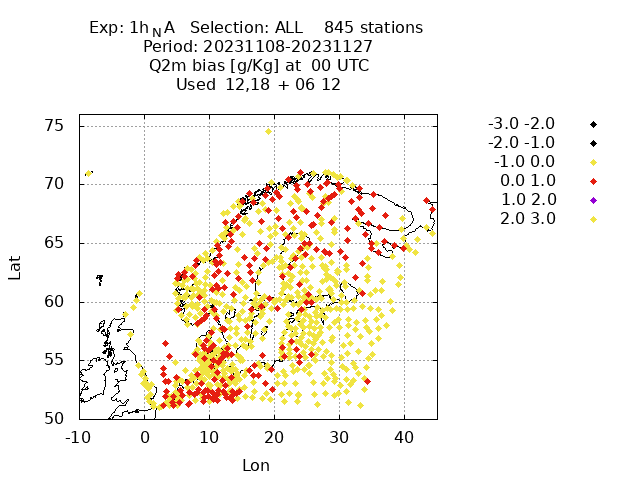 Exp: 1h_N A Selection: ALL 845 stations
Period: 20231108-20231127
Q2m bias [g/Kg] at 00 UTC
Used 12,18 + 06 12
-3.0 -2.0
-2.0 -1.0
-1.0 0.0
0.0 1.0
1.0 2.0
2.0 3.0
75
70
65
60
55
50
Lat
-10 0 10 20 30 40
Lon